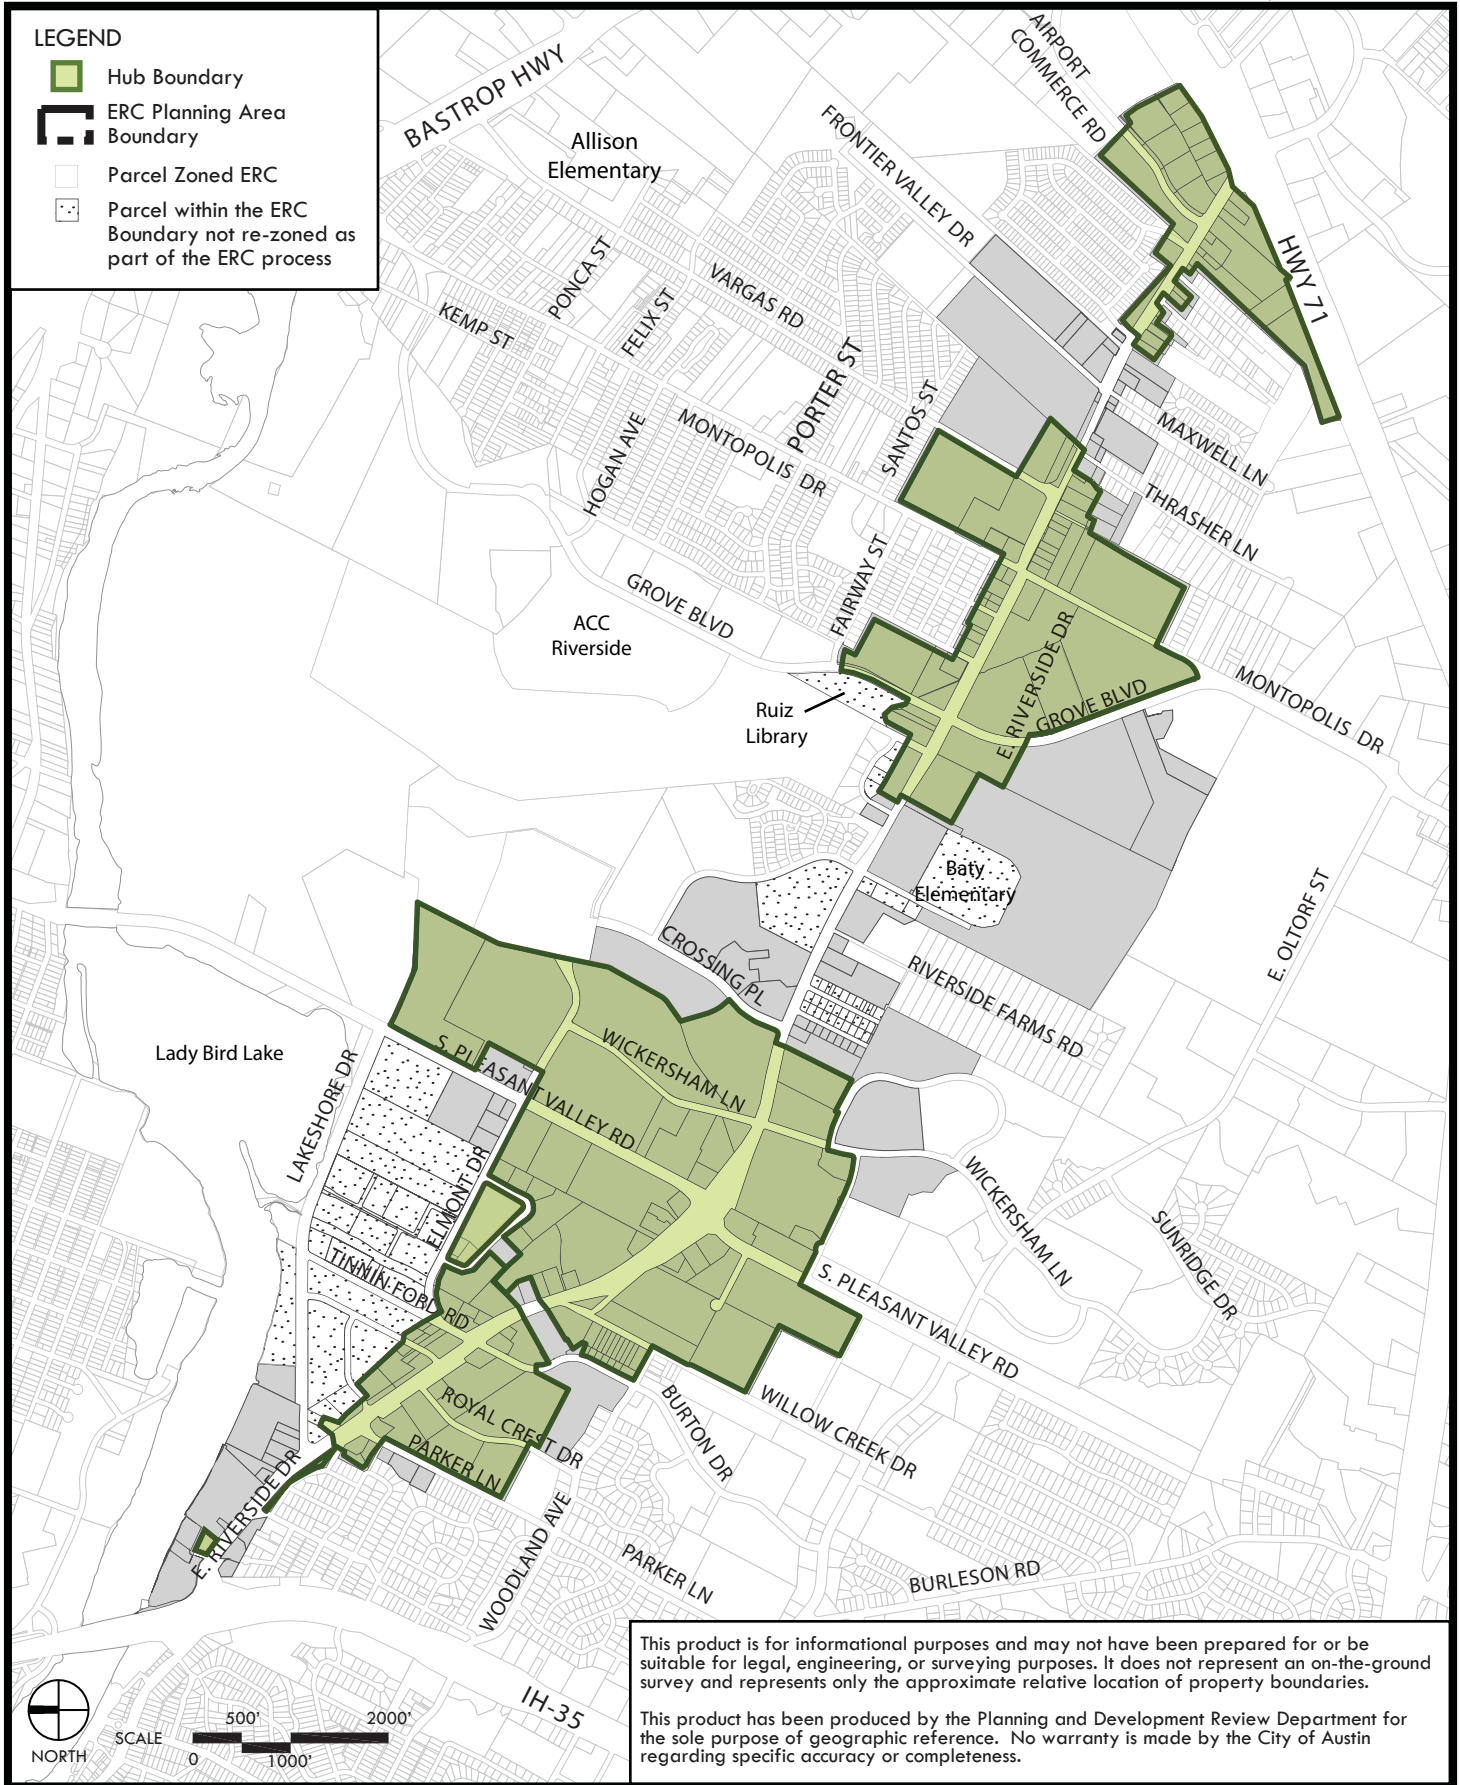 LEGEND
Hub Boundary
ERC Planning Area
Boundary
Parcel Zoned ERC
Parcel within the ERC
Boundary not re-zoned as
part of the ERC process
BASTROP HWY
Allison
Elementary
AIRPORT
COMMERCE RD
FRONTIER VALLEY DR
HWY 71
PONCA ST
FELIX ST
VARGAS RD
KEMP ST
PORTER ST
SANTOS ST
HOGAN AVE
MONTOPOLIS DR
MAXWELL LN
THRASHER LN
FAIRWAY ST
GROVE BLVD
ACC
Riverside
E. RIVERSIDE DR
GROVE BLVD
MONTOPOLIS DR
Ruiz
Library
Baty
Elementary
E. OLTORF ST
CROSSING PL
RIVERSIDE FARMS RD
Lady Bird Lake
LAKESHORE DR
S. PLEASANT VALLEY RD
WICKERSHAM LN
ELMONT DR
TINNIN FORD RD
WICKERSHAM LN
SUNRIDGE DR
S. PLEASANT VALLEY RD
ROYAL CREST DR
PARKER LN
BURTON DR
WILLOW CREEK DR
E. RIVERSIDE DR
WOODLAND AVE
PARKER LN
BURLESON RD
IH-35
NORTH
SCALE
500'
2000'
0
1000'
This product is for informational purposes and may not have been prepared for or be
suitable for legal, engineering, or surveying purposes. It does not represent an on-the-ground
survey and represents only the approximate relative location of property boundaries.
This product has been produced by the Planning and Development Review Department for
the sole purpose of geographic reference. No warranty is made by the City of Austin
regarding specific accuracy or completeness.